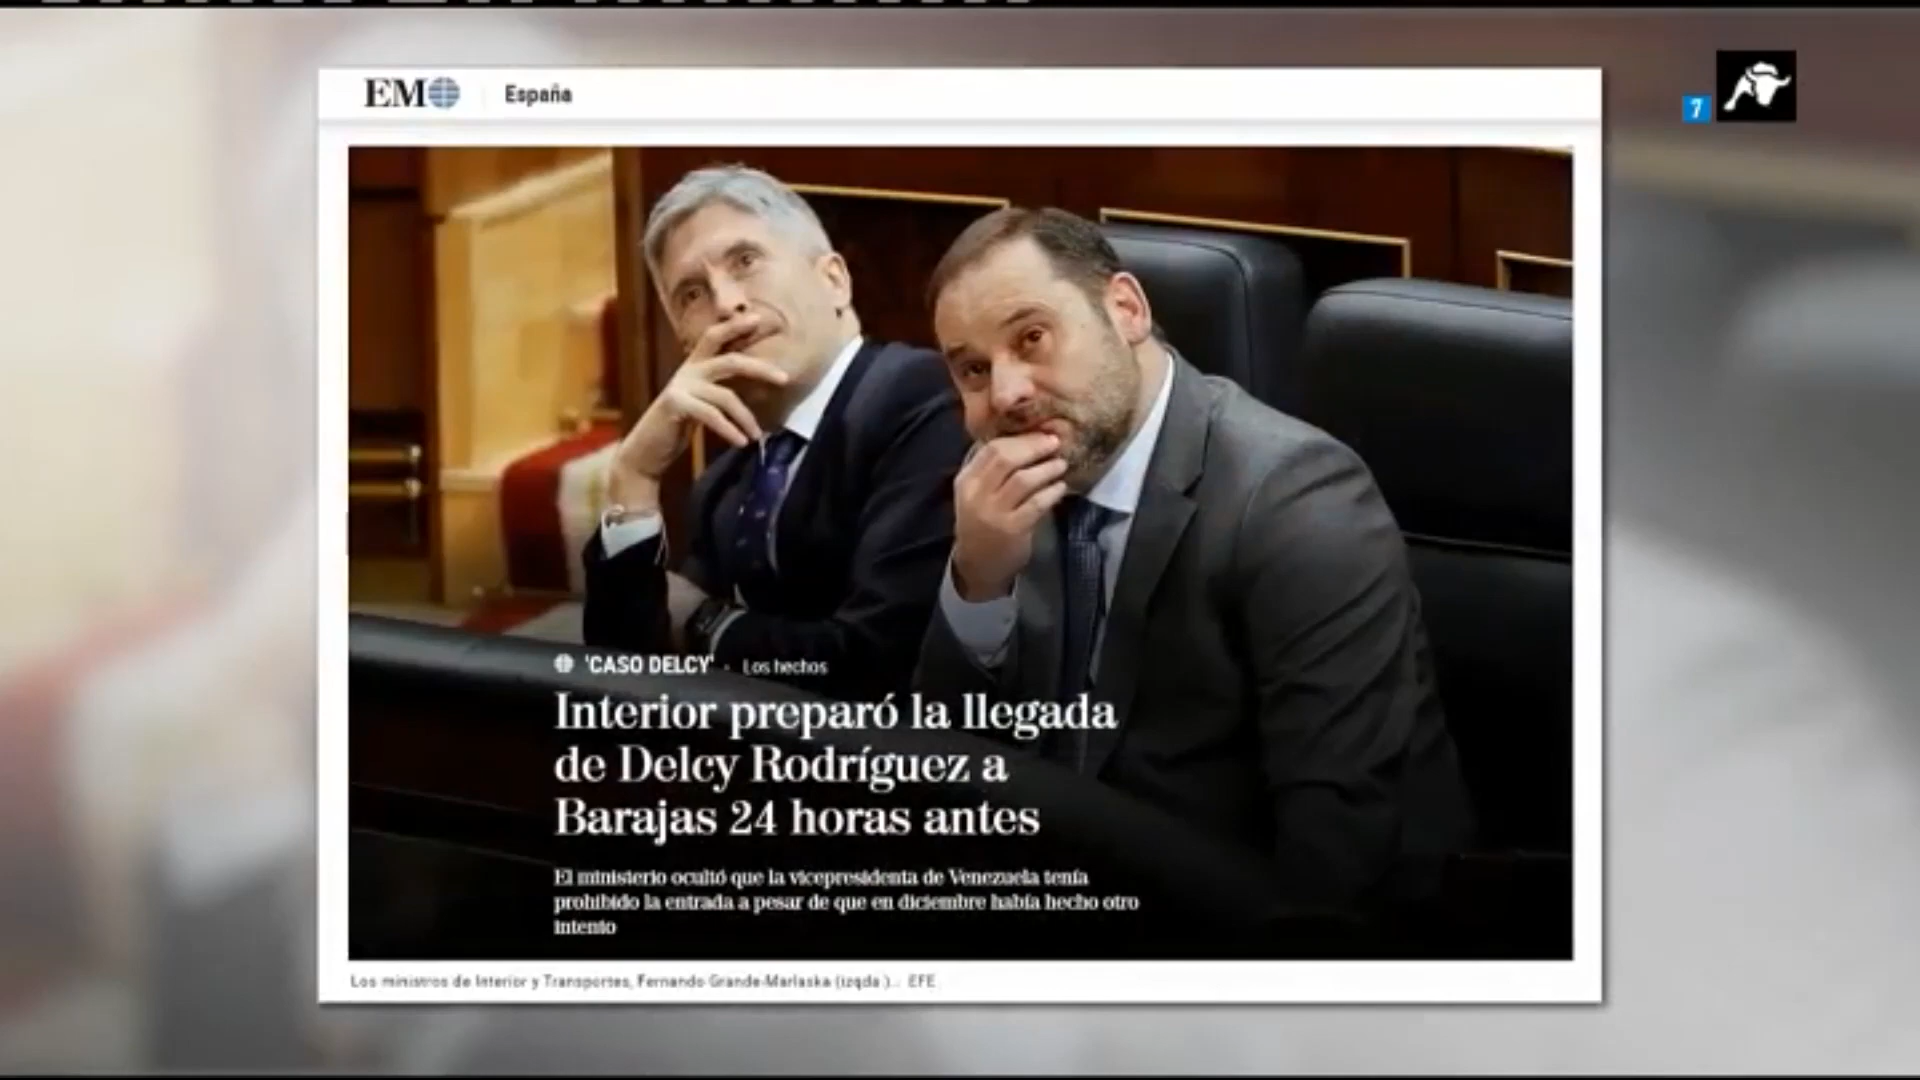 EM
España
7
'CASO DELCY' · Los hechos
Interior preparó la llegada
de Delcy Rodríguez a
Barajas 24 horas antes
El ministerio ocultó que la vicepresidenta de Venezuela tenía
prohibido la entrada a pesar de que en diciembre había hecho otro
intento
Los ministros de Interior y Transportes, Fernando Grande-Marlaska (izqda.)... EFE